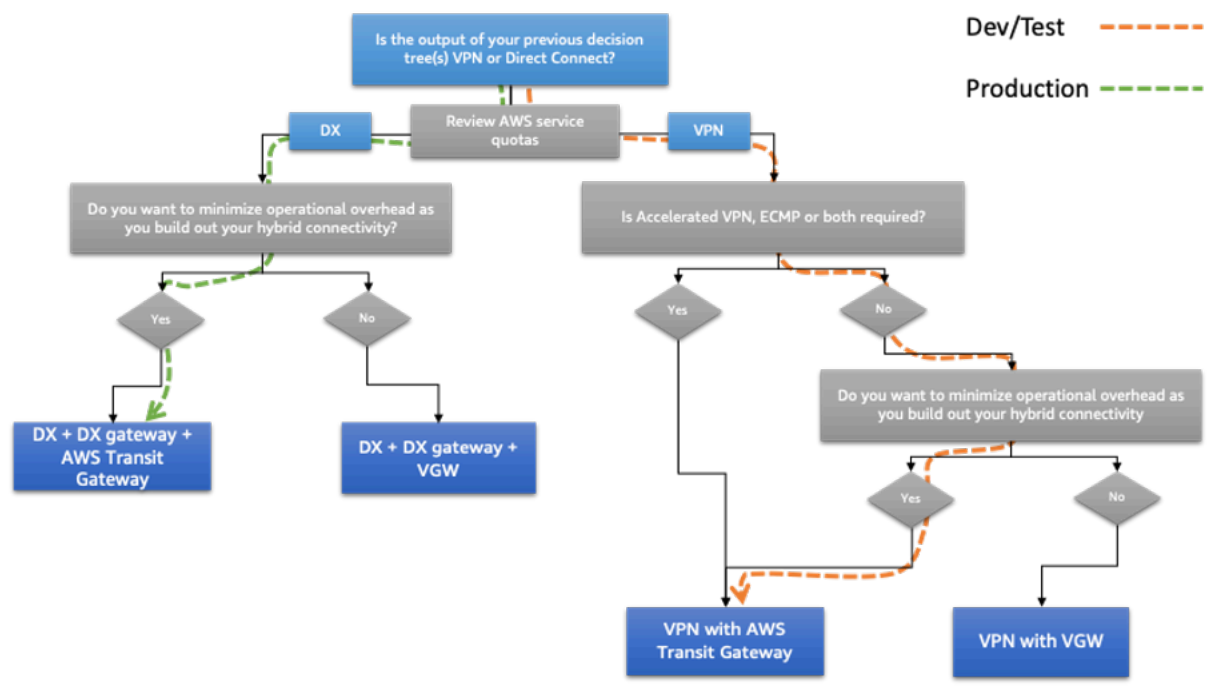 Is the output of your previous decision
tree(s) VPN or Direct Connect?
Dev/Test
Production
DX
Review AWS service
quotas
VPN
Do you want to minimize operational overhead as
you build out your hybrid connectivity?
Is Accelerated VPN, ECMP or both required?
Yes
No
Yes
No
Do you want to minimize operational overhead as
you build out your hybrid connectivity
DX + DX gateway +
AWS Transit
Gateway
DX + DX gateway +
VGW
Yes
No
VPN with AWS
Transit Gateway
VPN with VGW